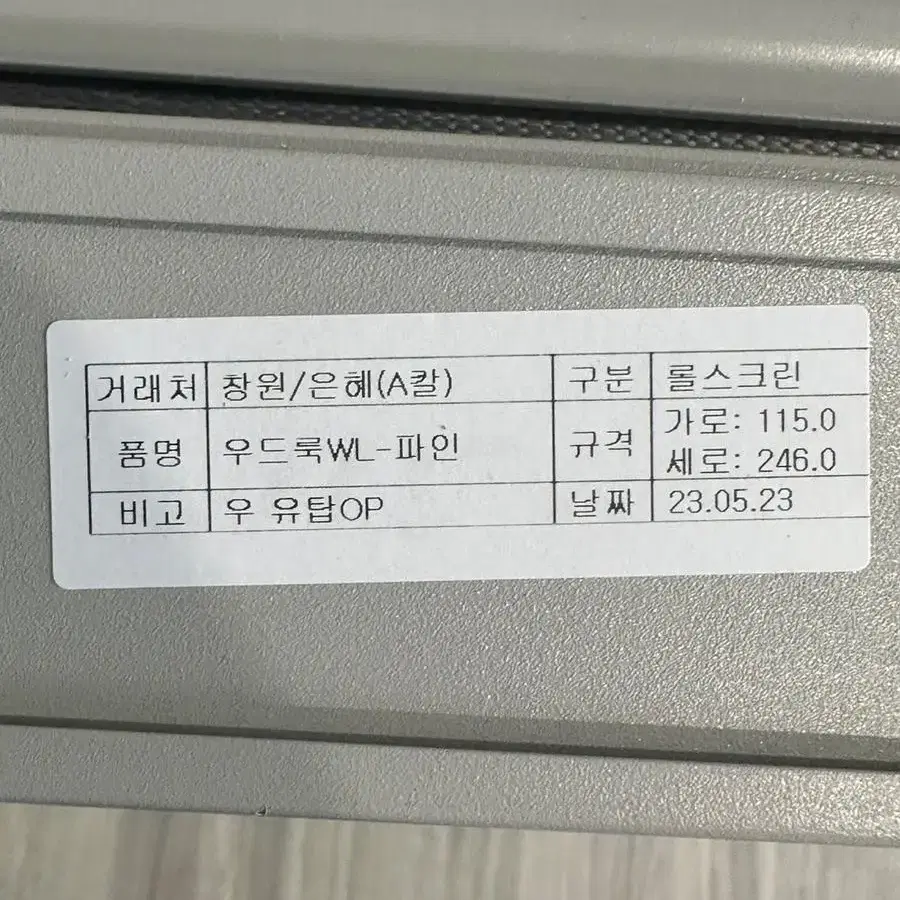 거래처 창원/은혜(A칼) 구분 롤스크린
품명 우드룩WL-파인 규격 가로: 115.0
세로: 246.0
비고 우 유탑OP 날짜 23.05.23